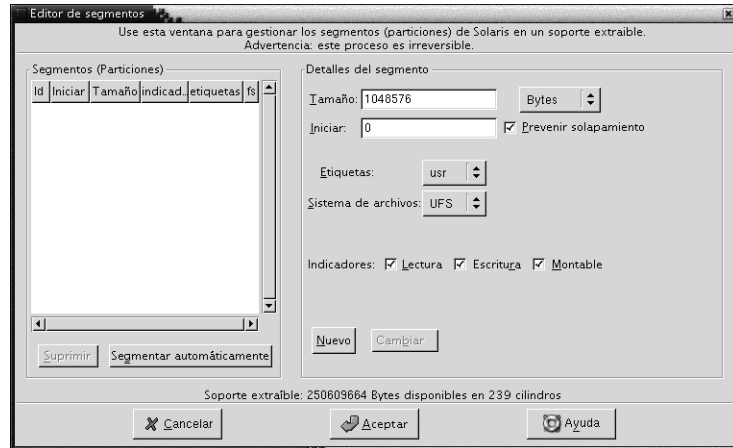 Editor de segmentos
Use esta ventana para gestionar los segmentos (particiones) de Solaris en un soporte extraible.
Advertencia: este proceso es irreversible.
Segmentos (Particiones)
Id Iniciar Tamaño indicad.. etiquetas fs
Suprimir Segmentar automáticamente
Detalles del segmento
Tamaño: 1048576 Bytes
Iniciar: 0 Prevenir solapamiento
Etiquetas: usr
Sistema de archivos: UFS
Indicadores: Lectura Escritura Montable
Nuevo Cambiar
Soporte extraíble: 250609664 Bytes disponibles en 239 cilindros
Cancelar Aceptar Ayuda